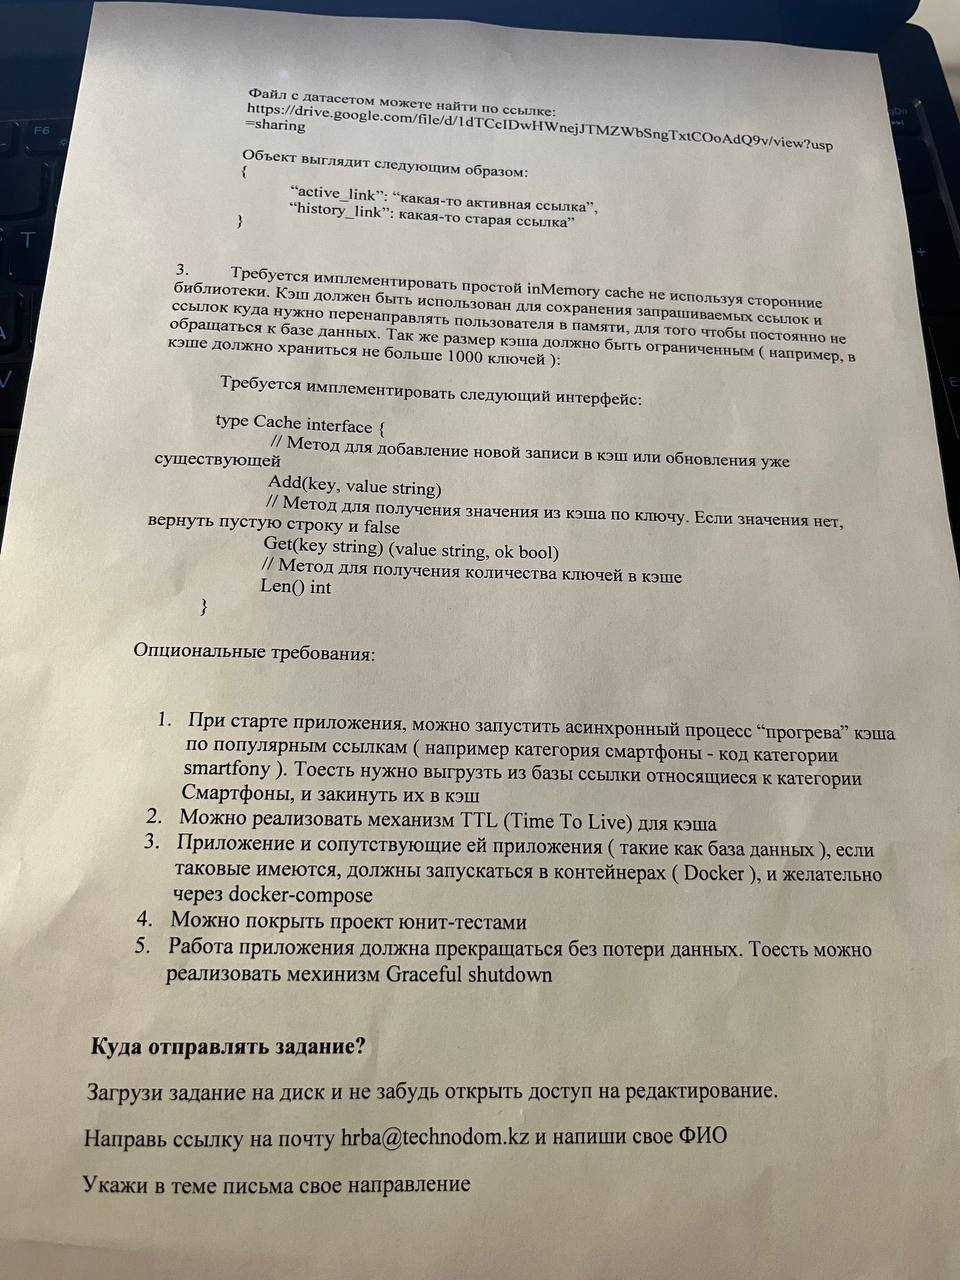 Файл с датасетом можете найти по ссылке:
https://drive.google.com/file/d/1dTCcIDwHWnejJTMZWbSngTxtCOoAdQ9v/view?usp
=sharing
Объект выглядит следующим образом:
{
“active_link”: “какая-то активная ссылка”,
“history_link”: какая-то старая ссылка”
}
3. Требуется имплементировать простой inMemory cache не используя сторонние
библиотеки. Кэш должен быть использован для сохранения запрашиваемых ссылок и
ссылок куда нужно перенаправлять пользователя в памяти, для того чтобы постоянно не
обращаться к базе данных. Так же размер кэша должно быть ограниченным ( например, в
кэше должно храниться не больше 1000 ключей ):
Требуется имплементировать следующий интерфейс:
type Cache interface {
// Метод для добавление новой записи в кэш или обновления уже
существующей
Add(key, value string)
// Метод для получения значения из кэша по ключу. Если значения нет,
вернуть пустую строку и false
Get(key string) (value string, ok bool)
// Метод для получения количества ключей в кэше
Len() int
}
Опциональные требования:
1. При старте приложения, можно запустить асинхронный процесс “прогрева” кэша
по популярным ссылкам ( например категория смартфоны - код категории
smartfony ). Тоесть нужно выгрузть из базы ссылки относящиеся к категории
Смартфоны, и закинуть их в кэш
2. Можно реализовать механизм TTL (Time To Live) для кэша
3. Приложение и сопутствующие ей приложения ( такие как база данных ), если
таковые имеются, должны запускаться в контейнерах ( Docker ), и желательно
через docker-compose
4. Можно покрыть проект юнит-тестами
5. Работа приложения должна прекращаться без потери данных. Тоесть можно
реализовать мехинизм Graceful shutdown
Куда отправлять задание?
Загрузи задание на диск и не забудь открыть доступ на редактирование.
Направь ссылку на почту hrba@technodom.kz и напиши свое ФИО
Укажи в теме письма свое направление
F6
T
A
V
E
+